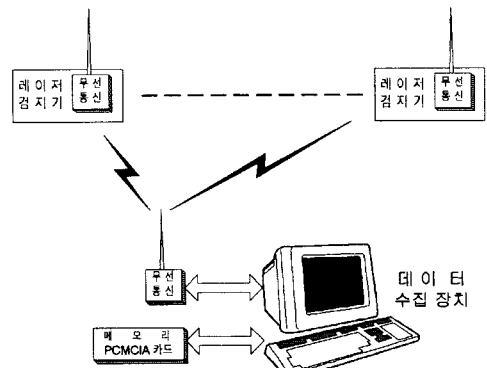 레 이 저
검 지 기
무 선
통 신
레 이 저
검 지 기
무 선
통 신
무 선
통 신
데 이 터
수집 장치
메 모 리
PCMCIA 카드